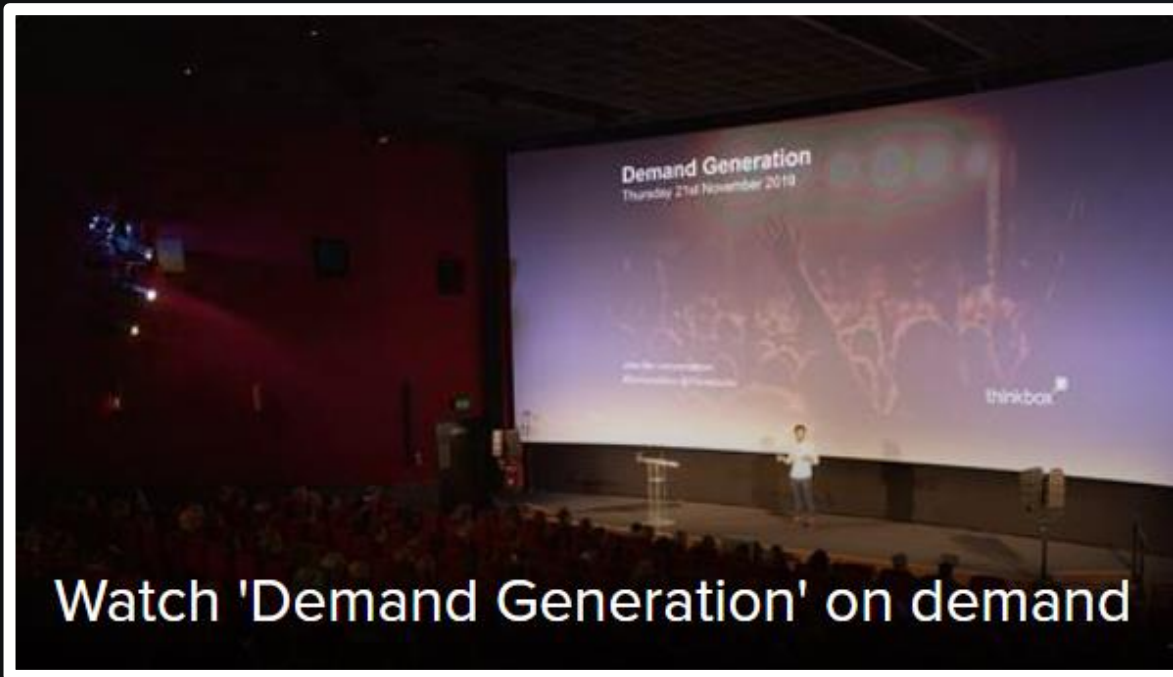 Demand Generation
Thursday 21st November 2019
thinkbox
Watch 'Demand Generation' on demand